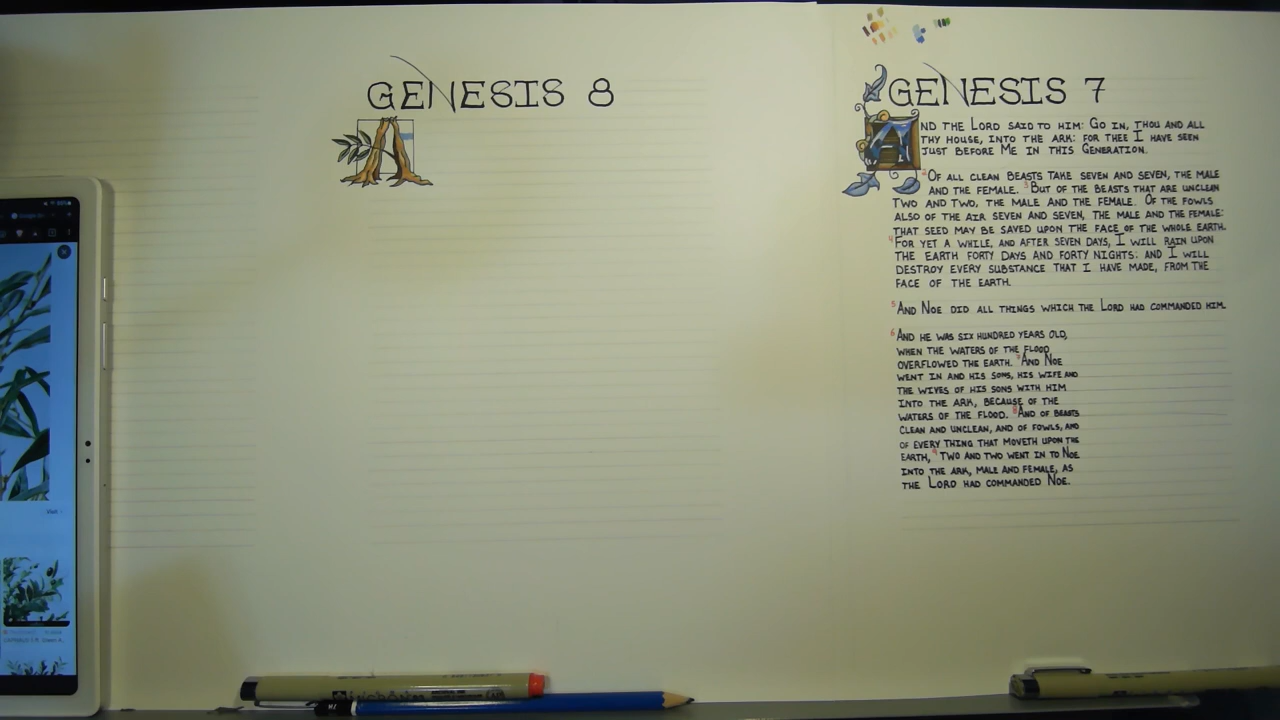 GENESIS 8
A
GENESIS 7
AND THE LORD SAID TO HIM: GO IN, THOU AND ALL
THY HOUSE, INTO THE ARK: FOR THEE I HAVE SEEN
JUST BEFORE ME IN THIS GENERATION.
2 OF ALL CLEAN BEASTS TAKE SEVEN AND SEVEN, THE MALE
AND THE FEMALE. 3 BUT OF THE BEASTS THAT ARE UNCLEAN
TWO AND TWO, THE MALE AND THE FEMALE. OF THE FOWLS
ALSO OF THE AIR SEVEN AND SEVEN, THE MALE AND THE FEMALE:
THAT SEED MAY BE SAVED UPON THE FACE OF THE WHOLE EARTH.
4 FOR YET A WHILE, AND AFTER SEVEN DAYS, I WILL RAIN UPON
THE EARTH FORTY DAYS AND FORTY NIGHTS; AND I WILL
DESTROY EVERY SUBSTANCE THAT I HAVE MADE, FROM THE
FACE OF THE EARTH.
5 AND NOE DID ALL THINGS WHICH THE LORD HAD COMMANDED HIM.
6 AND HE WAS SIX HUNDRED YEARS OLD,
WHEN THE WATERS OF THE FLOOD
OVERFLOWED THE EARTH. 7 AND NOE
WENT IN AND HIS SONS, HIS WIFE AND
THE WIVES OF HIS SONS WITH HIM
INTO THE ARK, BECAUSE OF THE
WATERS OF THE FLOOD. 8 AND OF BEASTS
CLEAN AND UNCLEAN, AND OF FOWLS, AND
OF EVERY THING THAT MOVETH UPON THE
EARTH, 9 TWO AND TWO WENT IN TO NOE
INTO THE ARK, MALE AND FEMALE, AS
THE LORD HAD COMMANDED NOE.
Visit